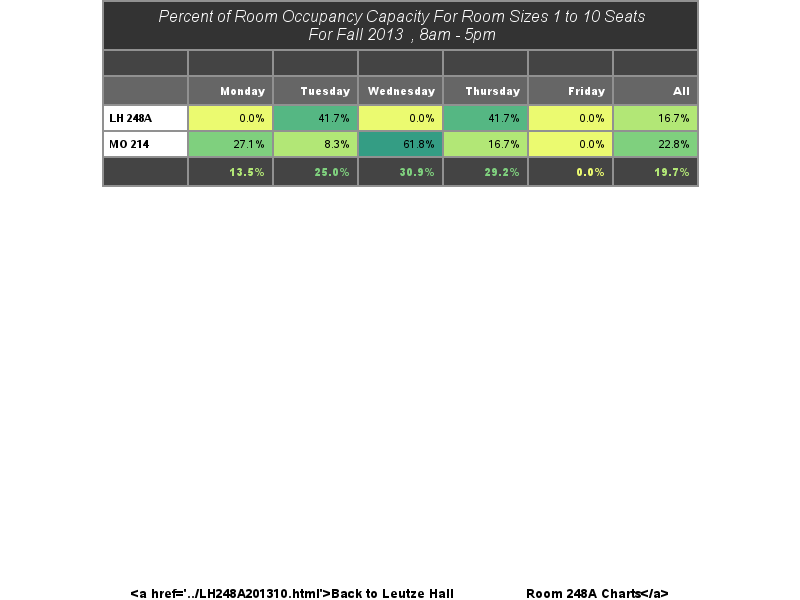 Percent of Room Occupancy Capacity For Room Sizes 1 to 10 Seats
For Fall 2013 , 8am - 5pm
Monday Tuesday Wednesday Thursday Friday All
LH 248A 0.0% 41.7% 0.0% 41.7% 0.0% 16.7%
MO 214 27.1% 8.3% 61.8% 16.7% 0.0% 22.8%
13.5% 25.0% 30.9% 29.2% 0.0% 19.7%
<a href='../LH248A201310.html'>Back to Leutze Hall Room 248A Charts</a>